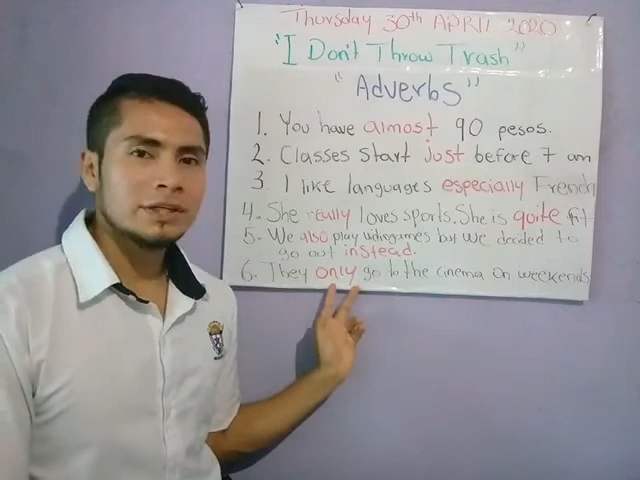 Thursday 30th APRIL 2020
"I Don't Throw Trash"
"Adverbs"
1. You have almost 90 pesos.
2. Classes start just before 7 am
3 I like languages especially French
4. She really loves sports. She is quite fit
5- We also play videogames but we decided to
go out instead.
6- They only go to the cinema on weekends